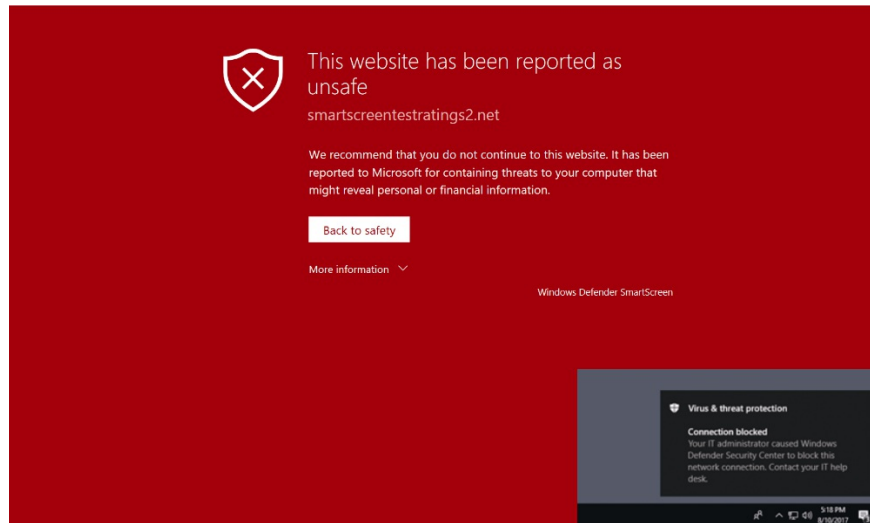 This website has been reported as
unsafe
smartscreentestratings2.net
We recommend that you do not continue to this website. It has been
reported to Microsoft for containing threats to your computer that
might reveal personal or financial information.
Back to safety
More information
Windows Defender SmartScreen
Virus & threat protection
Connection blocked
Your IT administrator caused Windows
Defender Security Center to block this
network connection. Contact your IT help
desk.
5:18 PM
8/10/2017